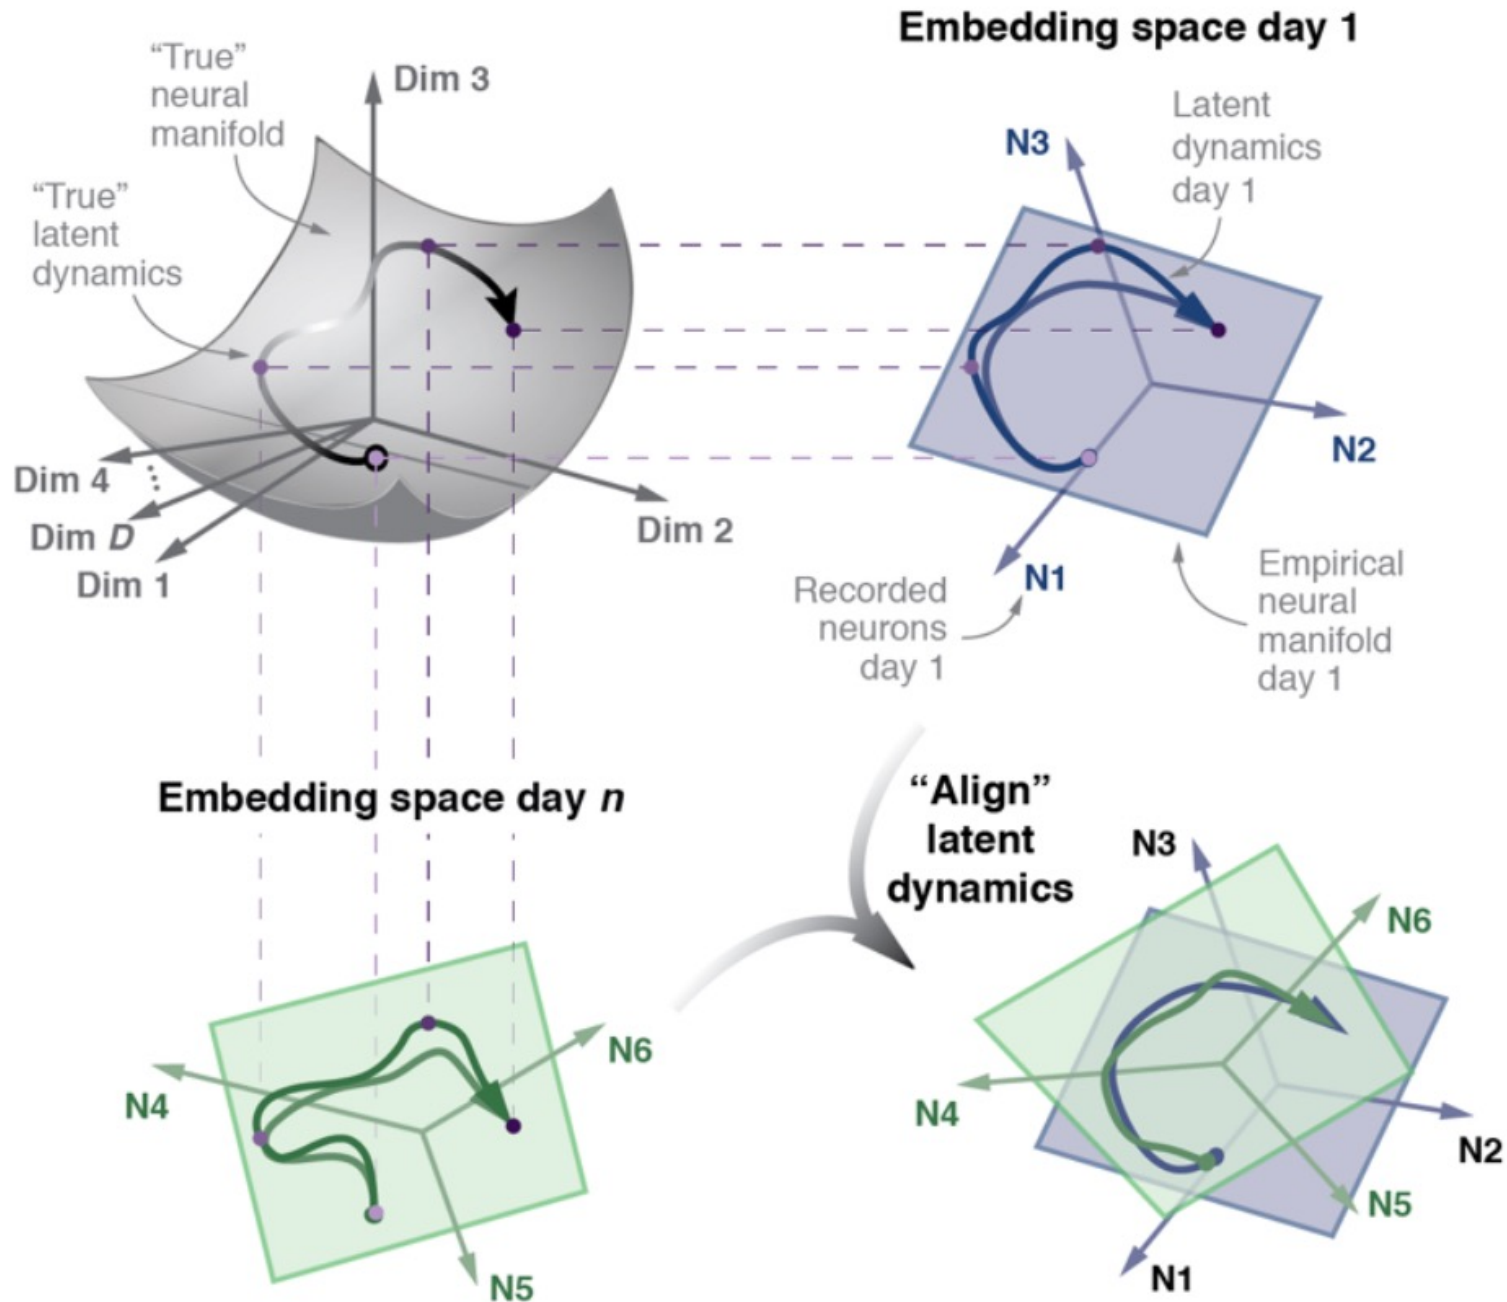 Embedding space day 1
“True”
neural
manifold
Dim 3
“True”
latent
dynamics
Dim 4
Dim D
Dim 1
Dim 2
Latent
dynamics
day 1
N3
N2
N1
Recorded
neurons
day 1
Empirical
neural
manifold
day 1
Embedding space day n
“Align”
latent
dynamics
N4
N6
N5
N3
N6
N4
N2
N5
N1